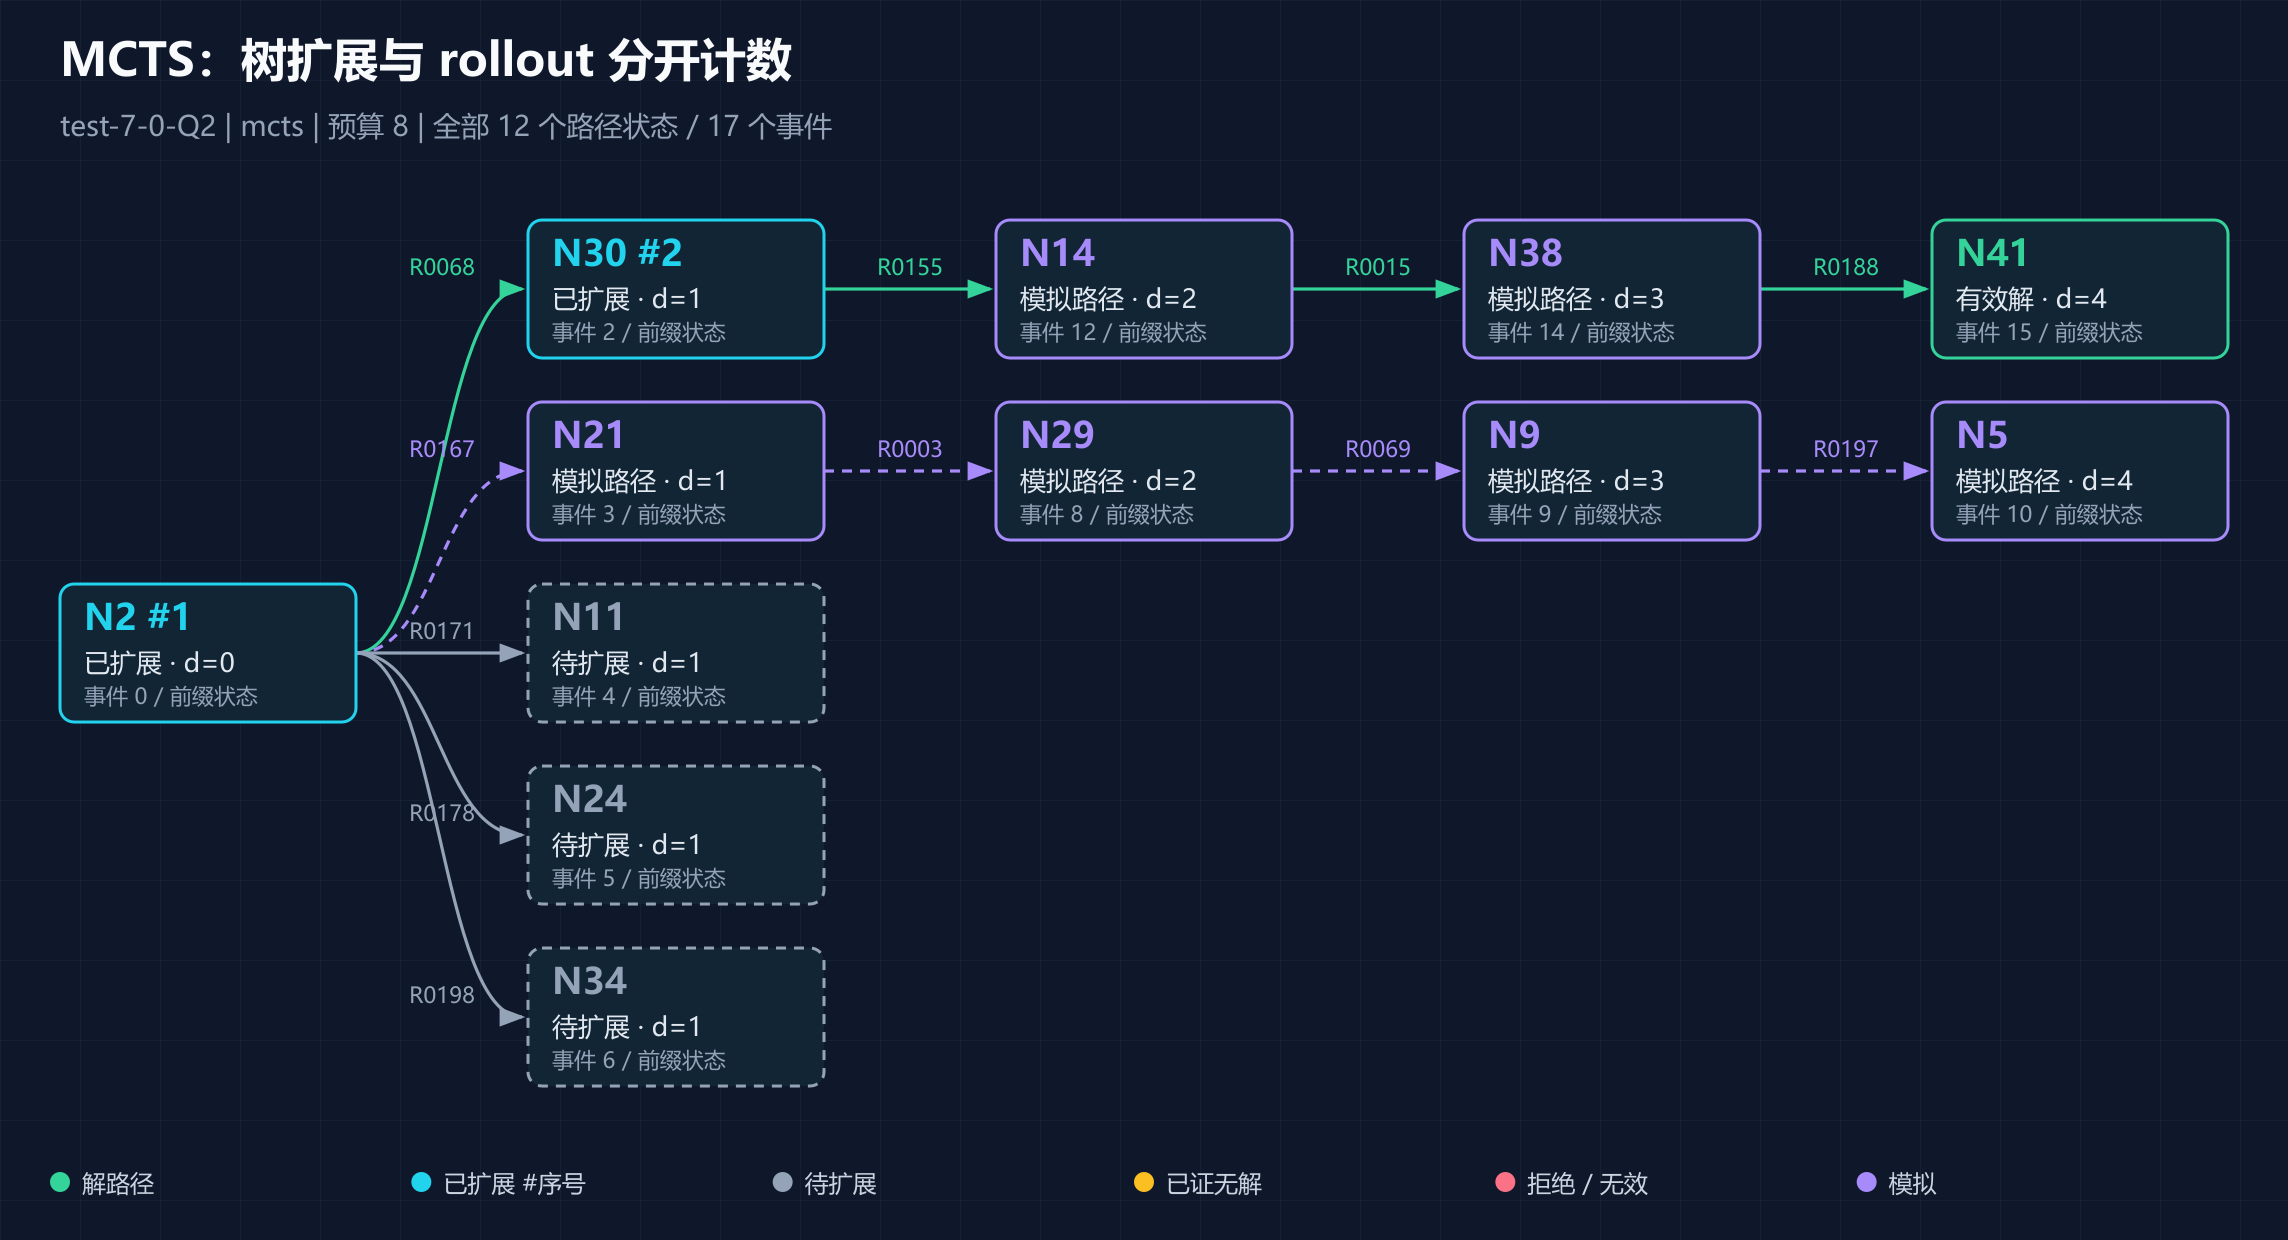 MCTS：树扩展与 rollout 分开计数
test-7-0-Q2 | mcts | 预算 8 | 全部 12 个路径状态 / 17 个事件
R0068
N30 #2
已扩展 · d=1
事件 2 / 前缀状态
R0155
N14
模拟路径 · d=2
事件 12 / 前缀状态
R0015
N38
模拟路径 · d=3
事件 14 / 前缀状态
R0188
N41
有效解 · d=4
事件 15 / 前缀状态
R0167
N21
模拟路径 · d=1
事件 3 / 前缀状态
R0003
N29
模拟路径 · d=2
事件 8 / 前缀状态
R0069
N9
模拟路径 · d=3
事件 9 / 前缀状态
R0197
N5
模拟路径 · d=4
事件 10 / 前缀状态
N2 #1
已扩展 · d=0
事件 0 / 前缀状态
R0171
N11
待扩展 · d=1
事件 4 / 前缀状态
R0178
N24
待扩展 · d=1
事件 5 / 前缀状态
R0198
N34
待扩展 · d=1
事件 6 / 前缀状态
解路径
已扩展 #序号
待扩展
已证无解
拒绝 / 无效
模拟